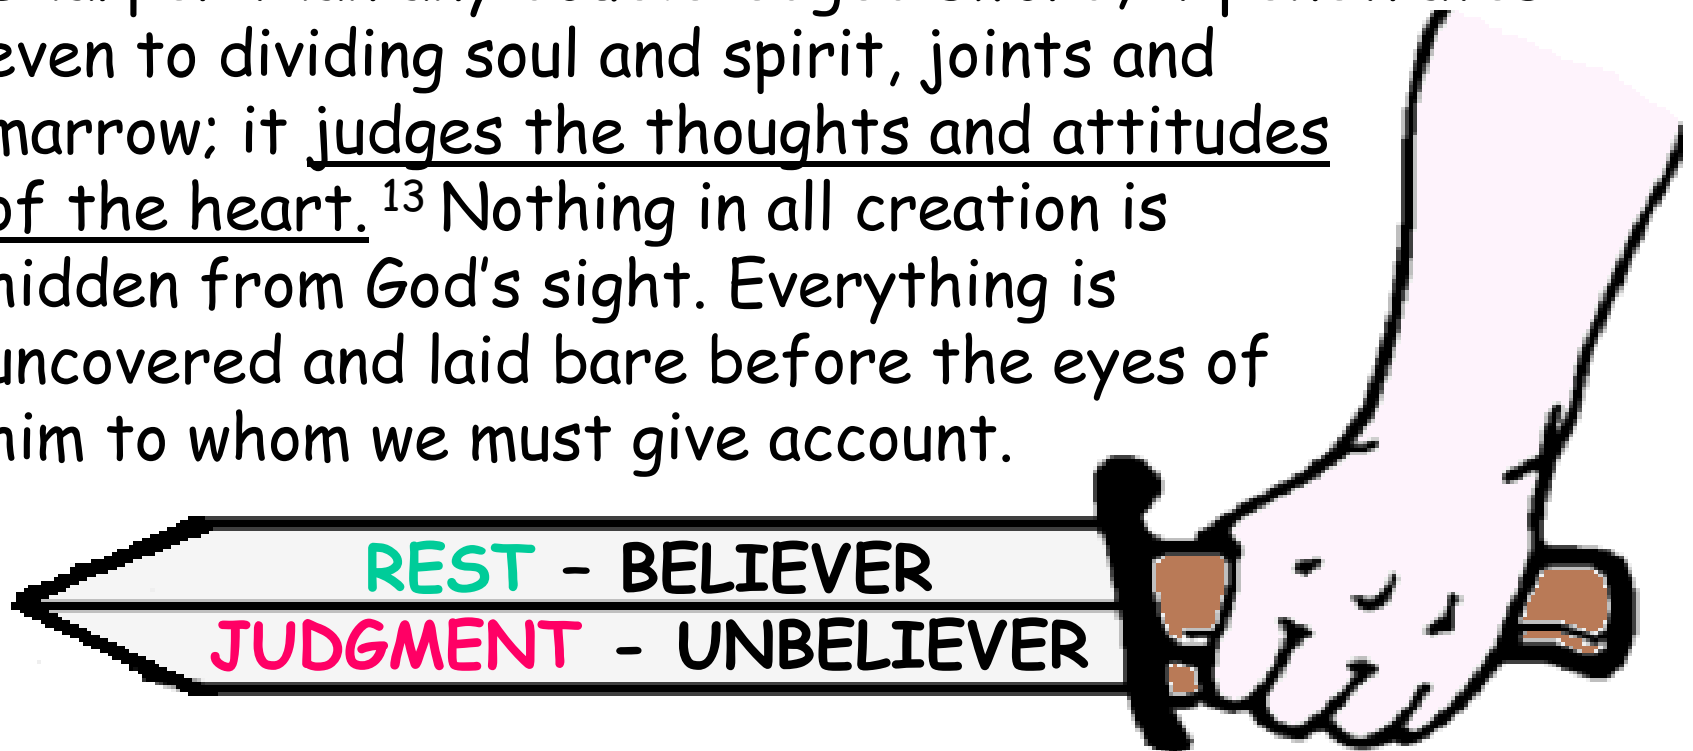 even to dividing soul and spirit, joints and
marrow; it judges the thoughts and attitudes
of the heart. 13 Nothing in all creation is
hidden from God's sight. Everything is
uncovered and laid bare before the eyes of
him to whom we must give account.
REST – BELIEVER
JUDGMENT - UNBELIEVER